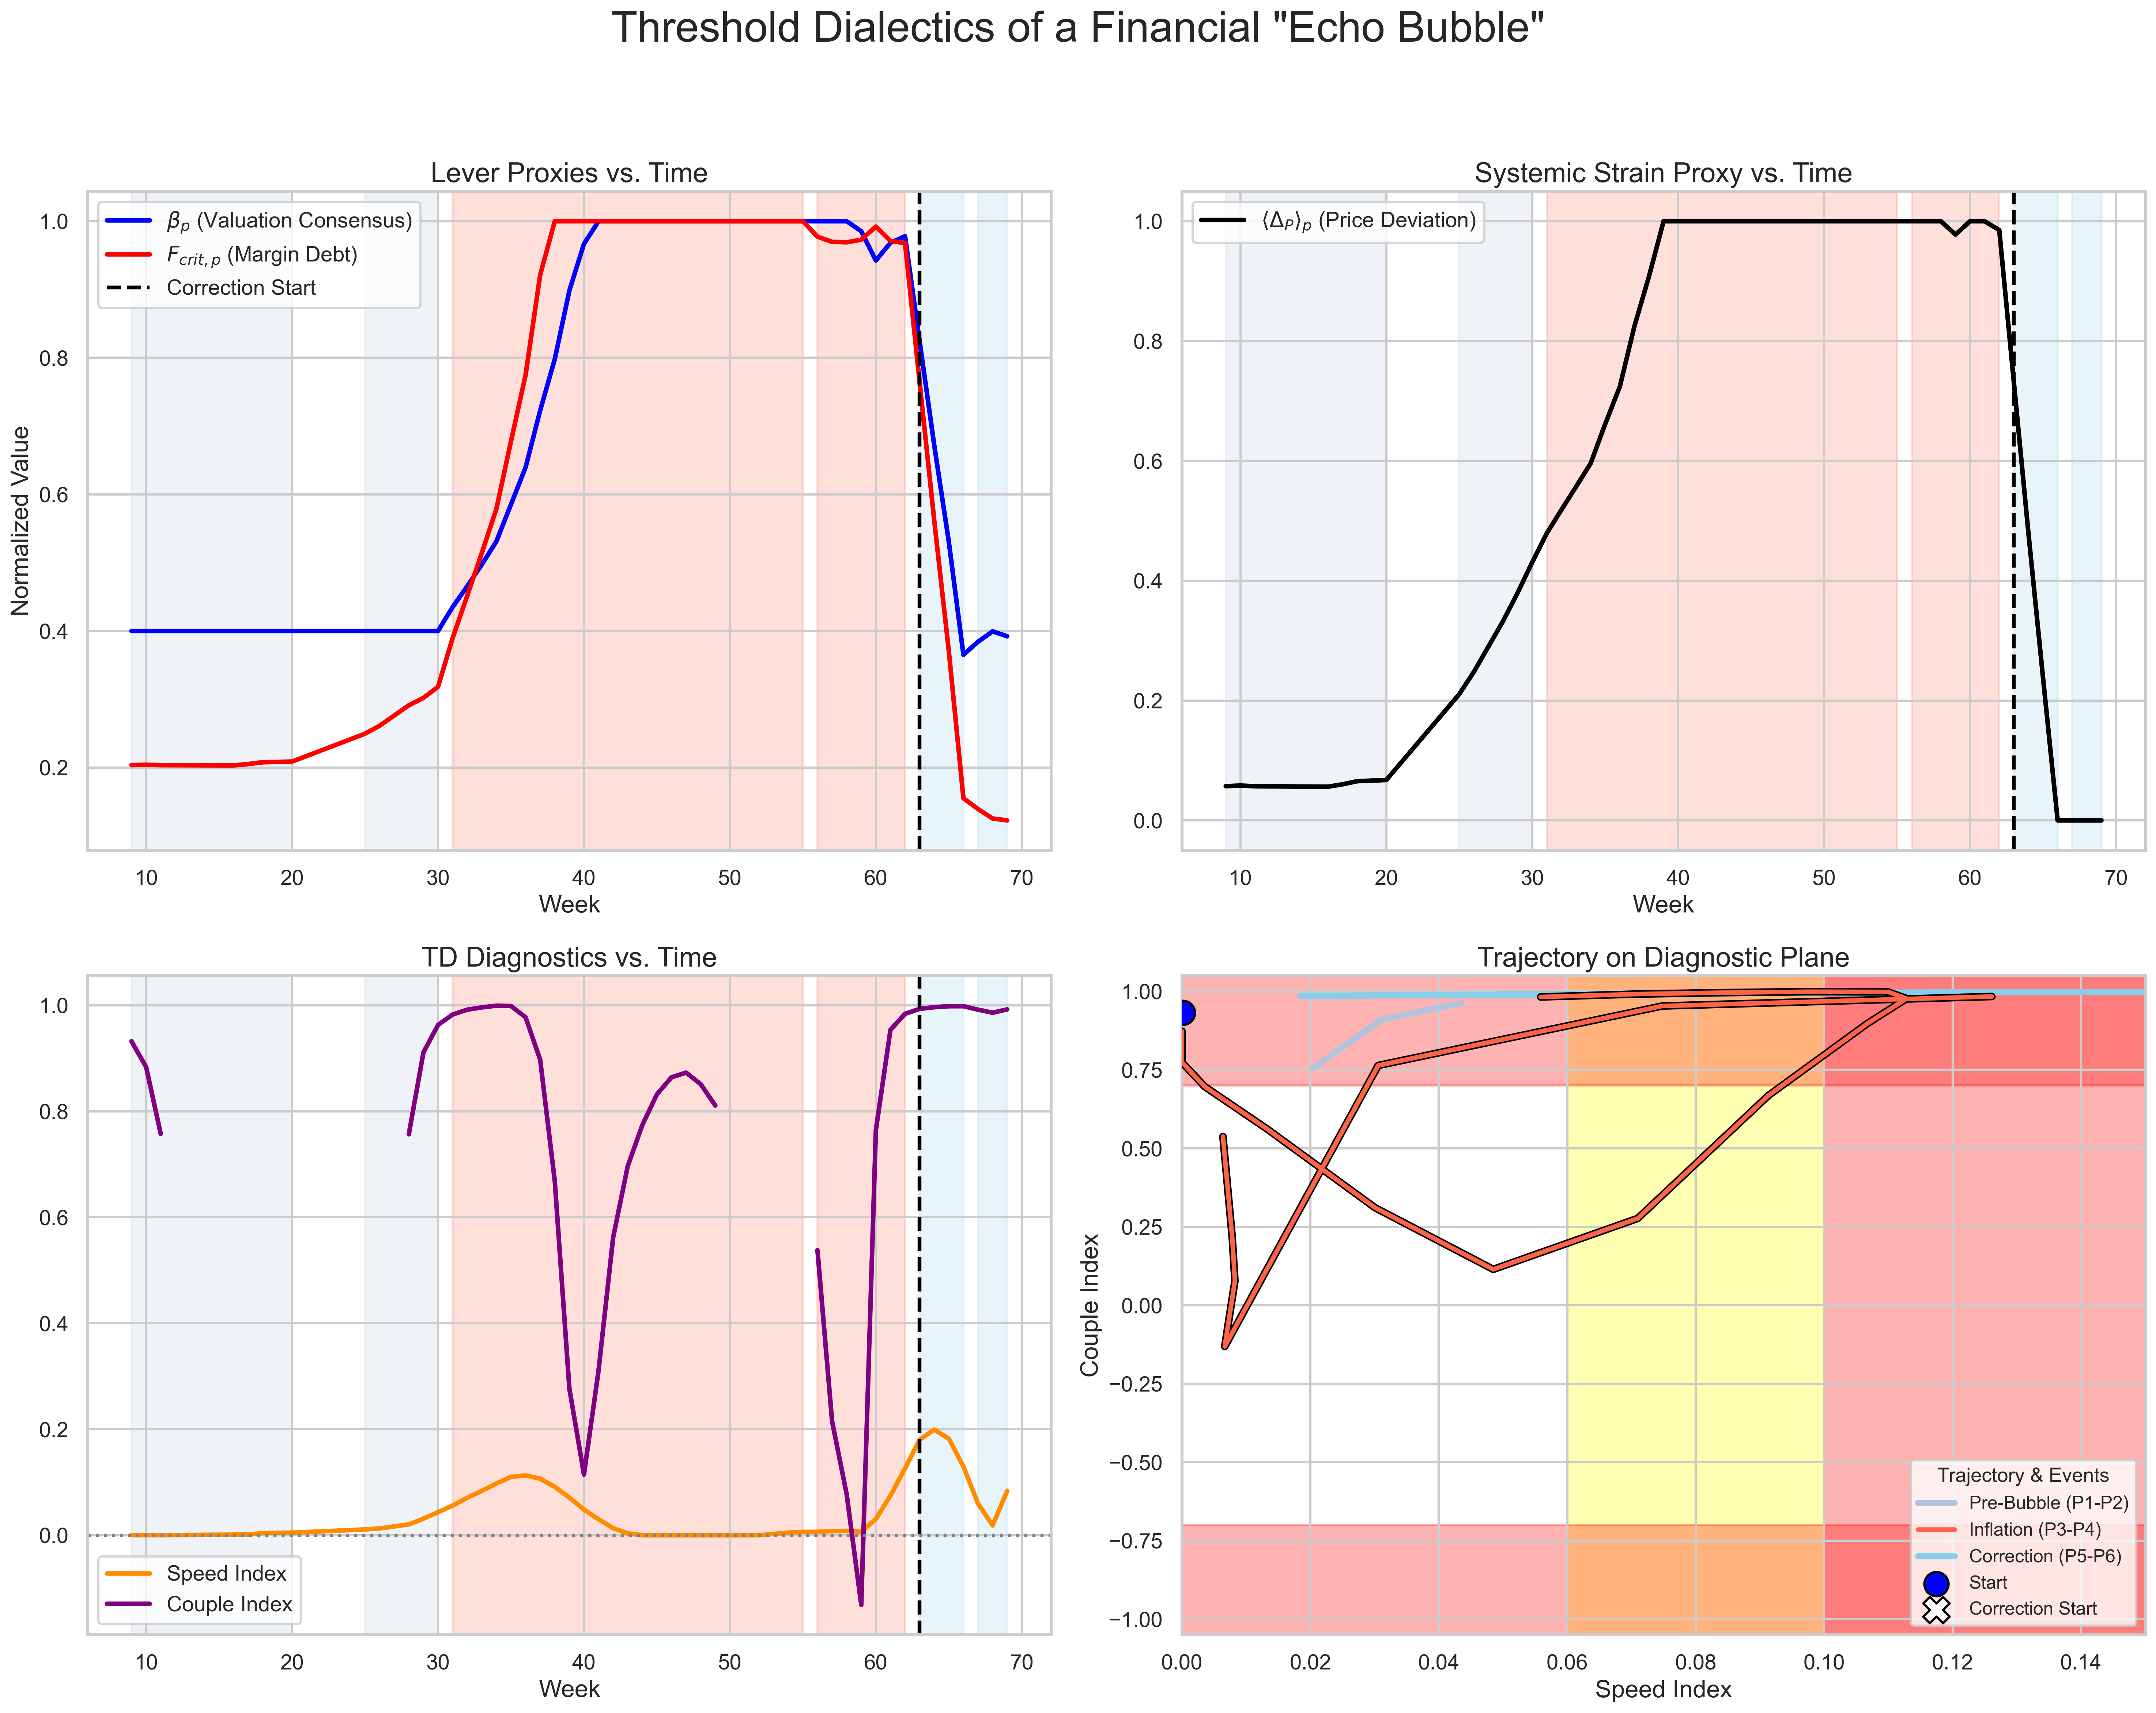 Threshold Dialectics of a Financial "Echo Bubble"
Lever Proxies vs. Time
β_p (Valuation Consensus)
F_crit,p (Margin Debt)
Correction Start
Normalized Value
1.0
0.8
0.6
0.4
0.2
10 20 30 40 50 60 70
Week
Systemic Strain Proxy vs. Time
⟨Δ_P⟩_p (Price Deviation)
1.0
0.8
0.6
0.4
0.2
0.0
10 20 30 40 50 60 70
Week
TD Diagnostics vs. Time
1.0
0.8
0.6
0.4
0.2
0.0
Speed Index
Couple Index
10 20 30 40 50 60 70
Week
Trajectory on Diagnostic Plane
Couple Index
1.00
0.75
0.50
0.25
0.00
−0.25
−0.50
−0.75
−1.00
Trajectory & Events
Pre-Bubble (P1-P2)
Inflation (P3-P4)
Correction (P5-P6)
Start
Correction Start
0.00 0.02 0.04 0.06 0.08 0.10 0.12 0.14
Speed Index